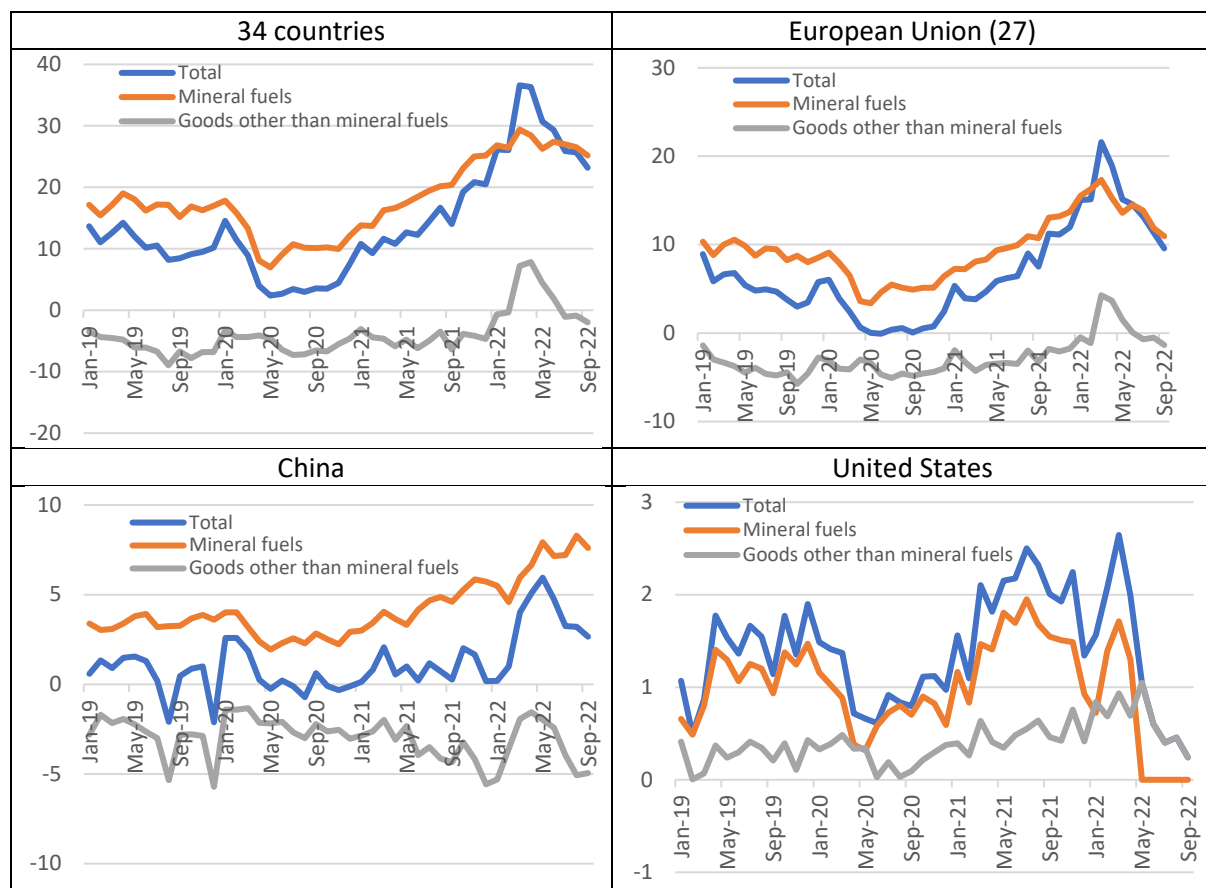 34 countries
European Union (27)
40
30
20
10
0
-10
-20
Total
Mineral fuels
Goods other than mineral fuels
Jan-19
May-19
Sep-19
Jan-20
May-20
Sep-20
Jan-21
May-21
Sep-21
Jan-22
May-22
Sep-22
30
20
10
0
-10
Total
Mineral fuels
Goods other than mineral fuels
Jan-19
May-19
Sep-19
Jan-20
May-20
Sep-20
Jan-21
May-21
Sep-21
Jan-22
May-22
Sep-22
China
United States
10
5
0
-5
-10
Total
Mineral fuels
Goods other than mineral fuels
Jan-19
May-19
Sep-19
Jan-20
May-20
Sep-20
Jan-21
May-21
Sep-21
Jan-22
May-22
Sep-22
3
2
1
0
-1
Total
Mineral fuels
Goods other than mineral fuels
Jan-19
May-19
Sep-19
Jan-20
May-20
Sep-20
Jan-21
May-21
Sep-21
Jan-22
May-22
Sep-22